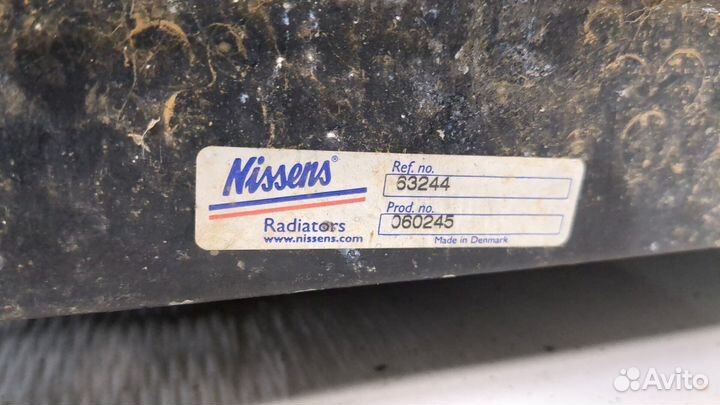 Nissens®
Radiators
www.nissens.com
Ref. no.
63244
Prod. no.
060245
Made in Denmark
Avito